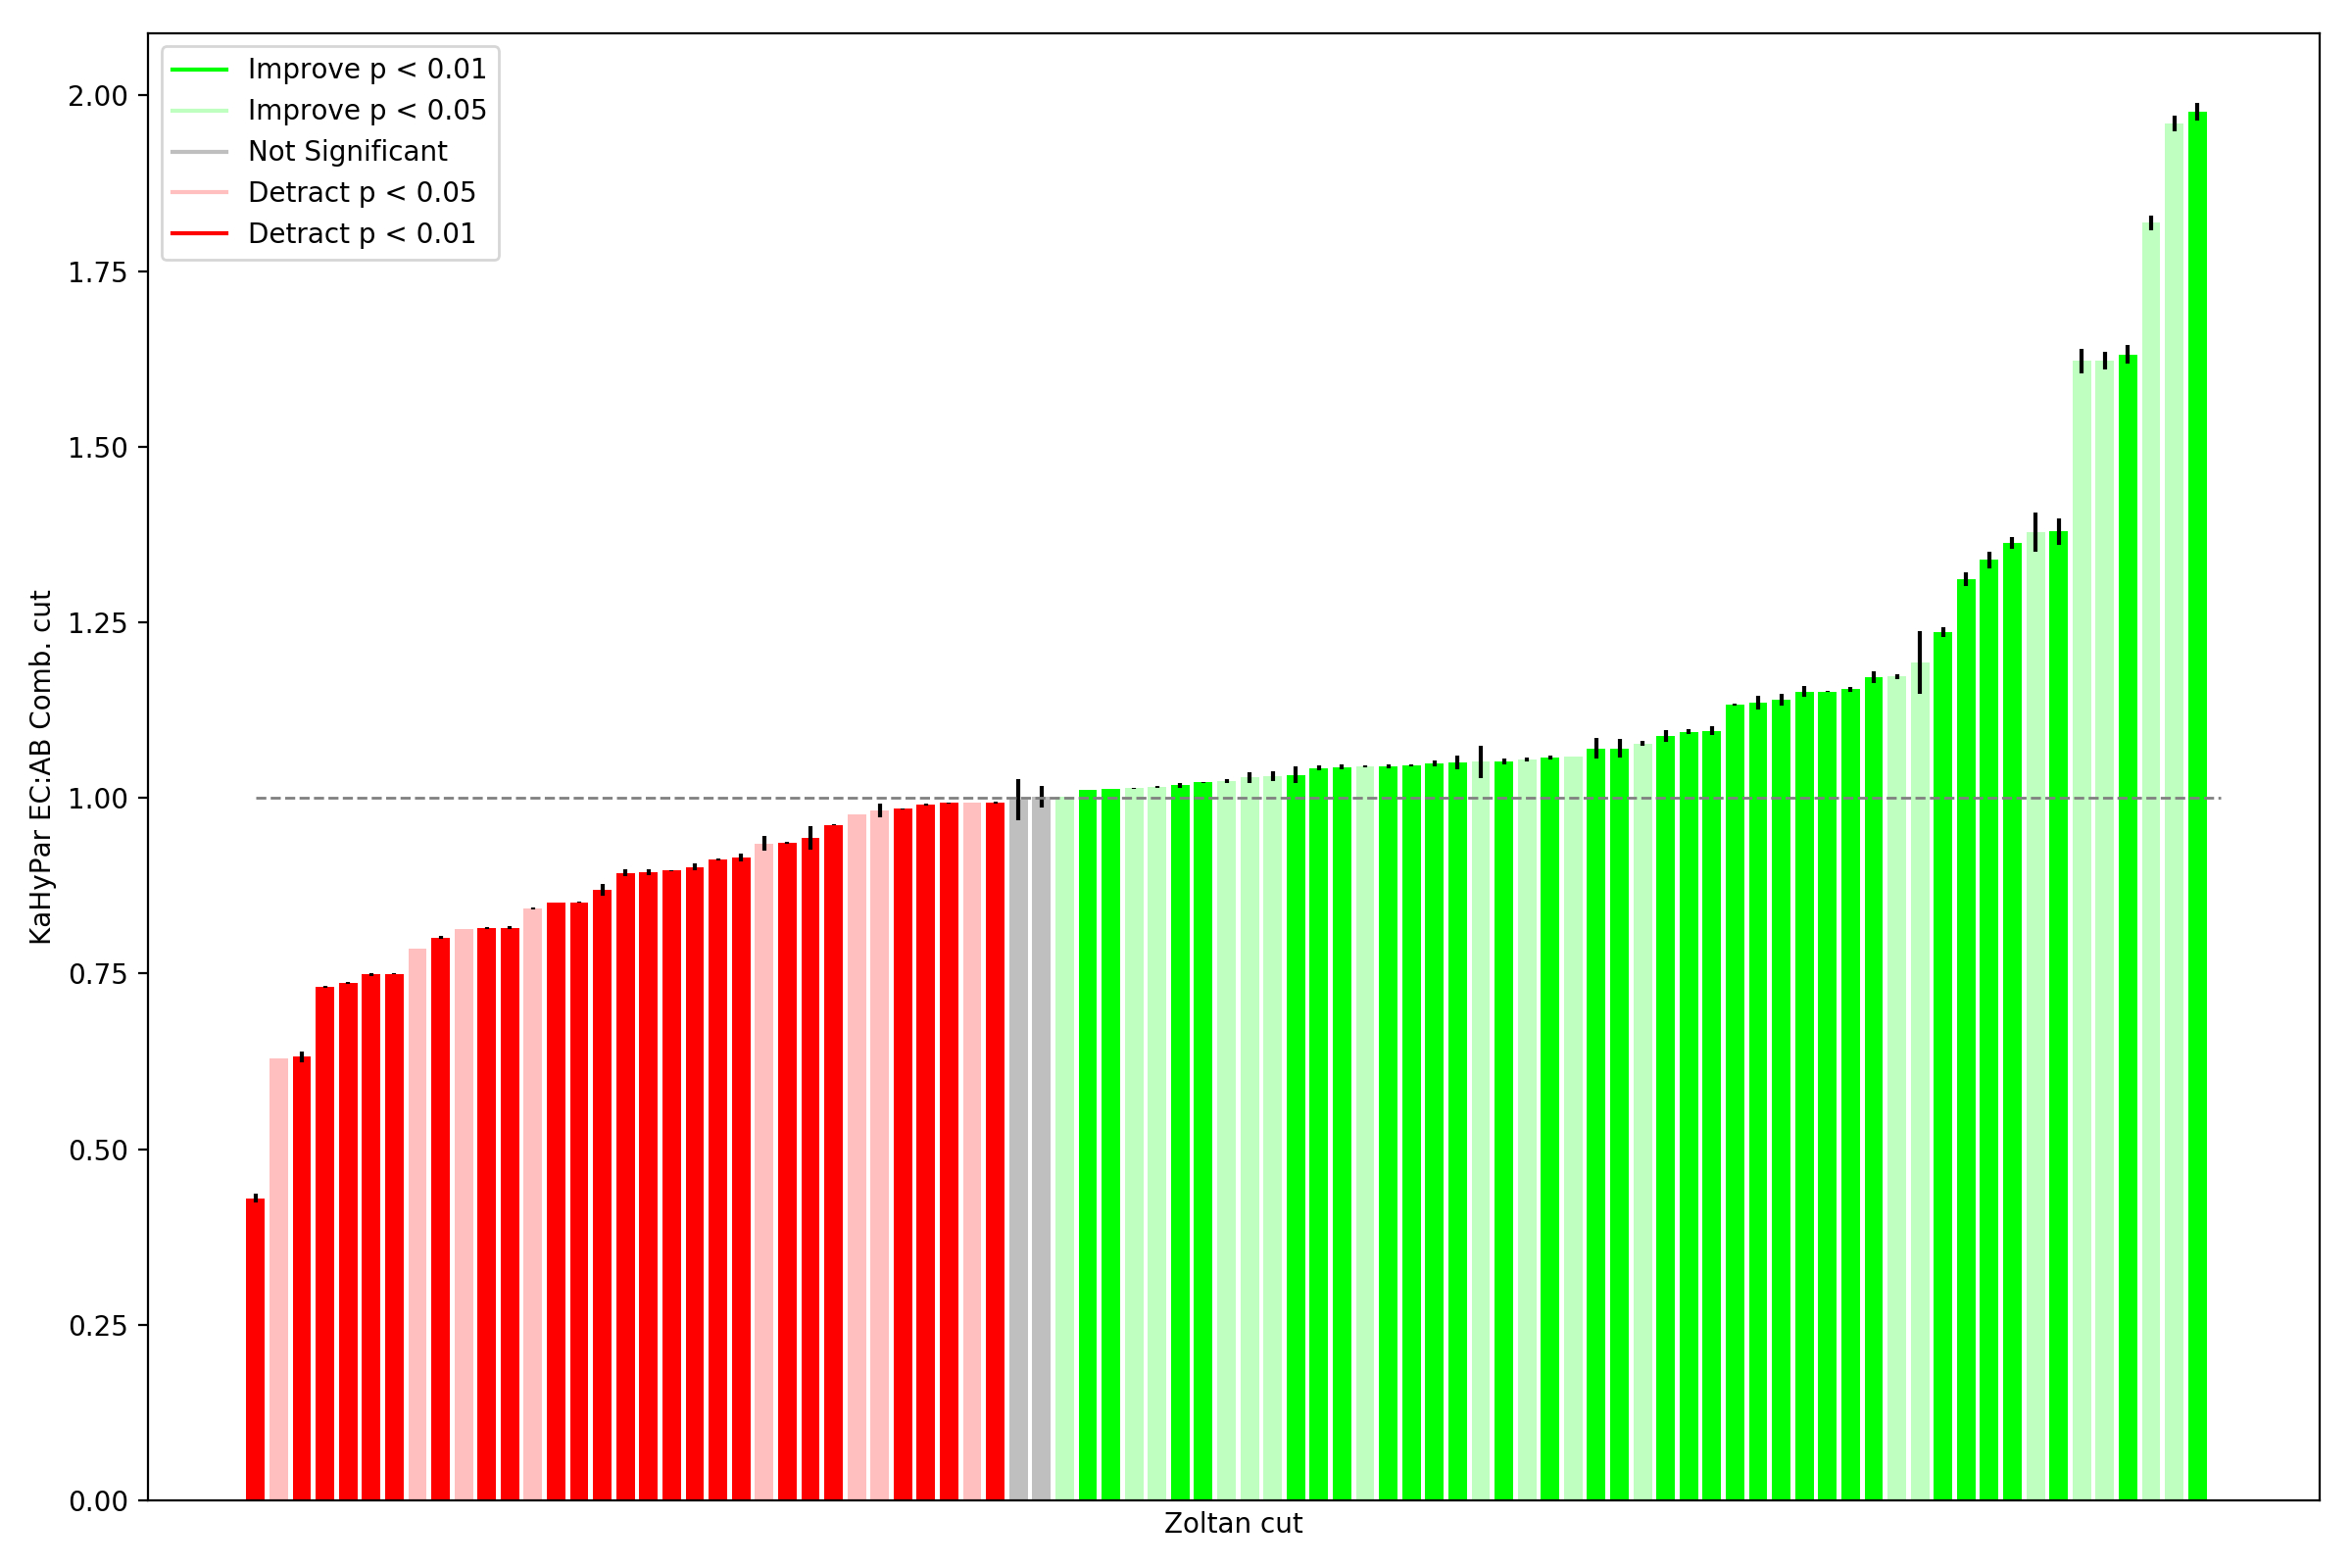 Improve p < 0.01
Improve p < 0.05
Not Significant
Detract p < 0.05
Detract p < 0.01
2.00
1.75
1.50
1.25
1.00
0.75
0.50
0.25
0.00
KaHyPar EC:AB Comb. cut
Zoltan cut